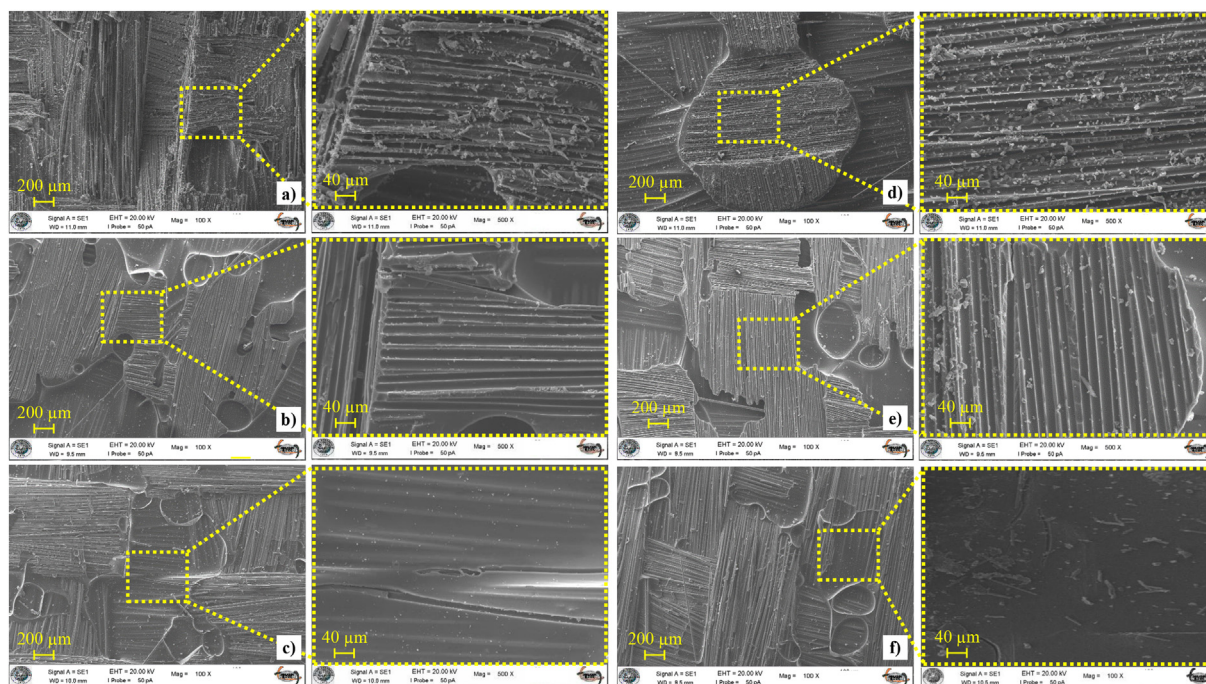 200 µm
a)
Signal A = SE1 EHT = 20.00 kV Mag = 100 X
WD = 11.0 mm I Probe = 50 pA
40 µm
Signal A = SE1 EHT = 20.00 kV Mag = 500 X
WD = 11.0 mm I Probe = 50 pA
200 µm
d)
Signal A = SE1 EHT = 20.00 kV Mag = 100 X
WD = 11.0 mm I Probe = 50 pA
40 µm
Signal A = SE1 EHT = 20.00 kV Mag = 500 X
WD = 11.0 mm I Probe = 50 pA
200 µm
b)
Signal A = SE1 EHT = 20.00 kV Mag = 100 X
WD = 9.5 mm I Probe = 50 pA
40 µm
Signal A = SE1 EHT = 20.00 kV Mag = 500 X
WD = 9.5 mm I Probe = 50 pA
200 µm
e)
Signal A = SE1 EHT = 20.00 kV Mag = 100 X
WD = 9.5 mm I Probe = 50 pA
40 µm
Signal A = SE1 EHT = 20.00 kV Mag = 500 X
WD = 9.5 mm I Probe = 50 pA
200 µm
c)
Signal A = SE1 EHT = 20.00 kV Mag = 100 X
WD = 10.0 mm I Probe = 50 pA
40 µm
Signal A = SE1 EHT = 20.00 kV Mag = 500 X
WD = 10.0 mm I Probe = 50 pA
200 µm
f)
Signal A = SE1 EHT = 20.00 kV Mag = 100 X
WD = 9.5 mm I Probe = 50 pA
40 µm
Signal A = SE1 EHT = 20.00 kV Mag = 100 X
WD = 10.5 mm I Probe = 50 pA